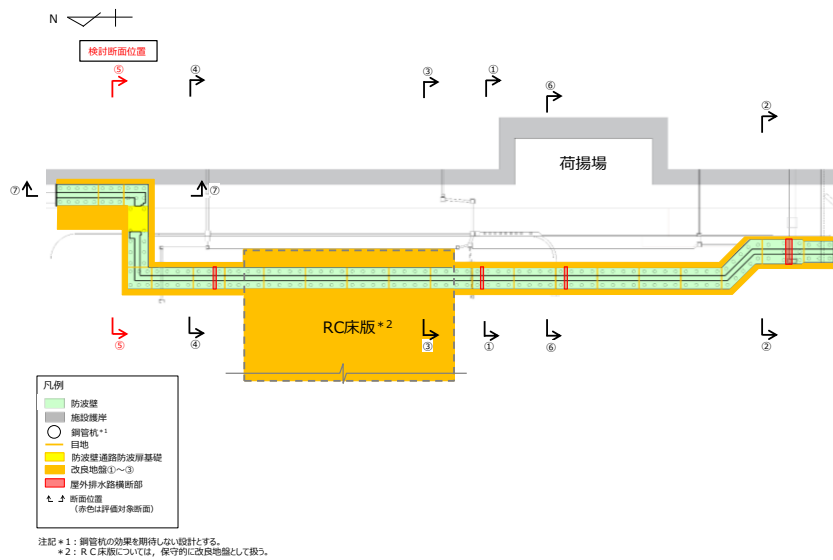 N
検討断面位置
⑤
④
③
①
⑥
②
荷揚場
⑦
⑦
RC床版*2
⑤
④
③
①
⑥
②
凡例
防波壁
施設護岸
鋼管杭*1
目地
防波壁通路防波扉基礎
改良地盤①~③
屋外排水路横断部
断面位置
(赤色は評価対象断面)
注記*1:鋼管杭の効果を期待しない設計とする。
*2:RC床版については,保守的に改良地盤として扱う。